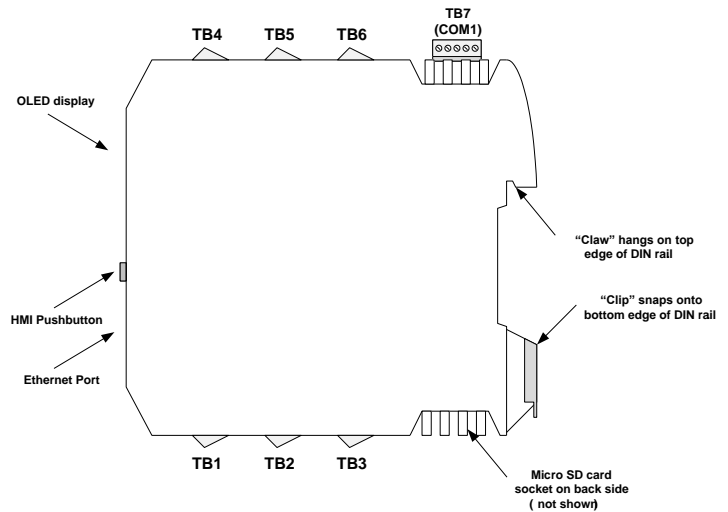 TB7
(COM1)
TB4
TB5
TB6
OLED display
"Claw" hangs on top
edge of DIN rail
"Clip" snaps onto
bottom edge of DIN rail
HMI Pushbutton
Ethernet Port
TB1
TB2
TB3
Micro SD card
socket on back side
( not shown)